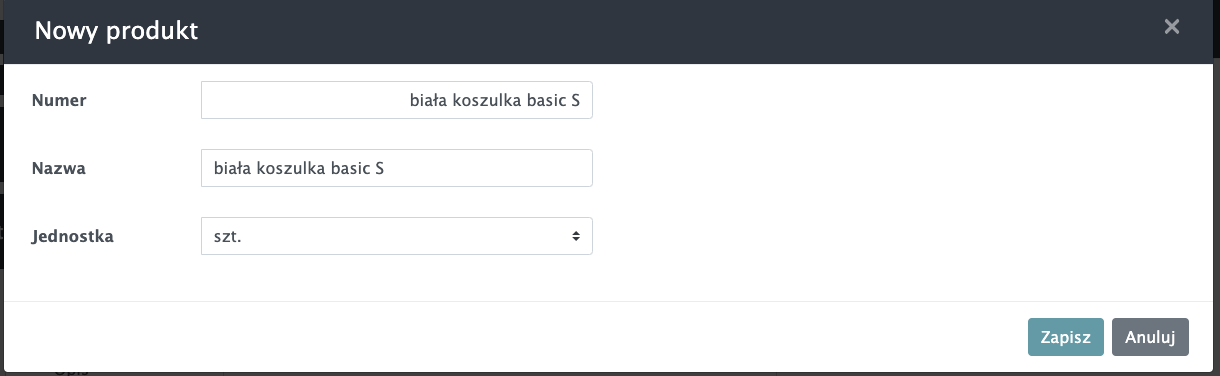 Nowy produkt
Numer
biała koszulka basic S
Nazwa
biała koszulka basic S
Jednostka
szt.
Zapisz
Anuluj